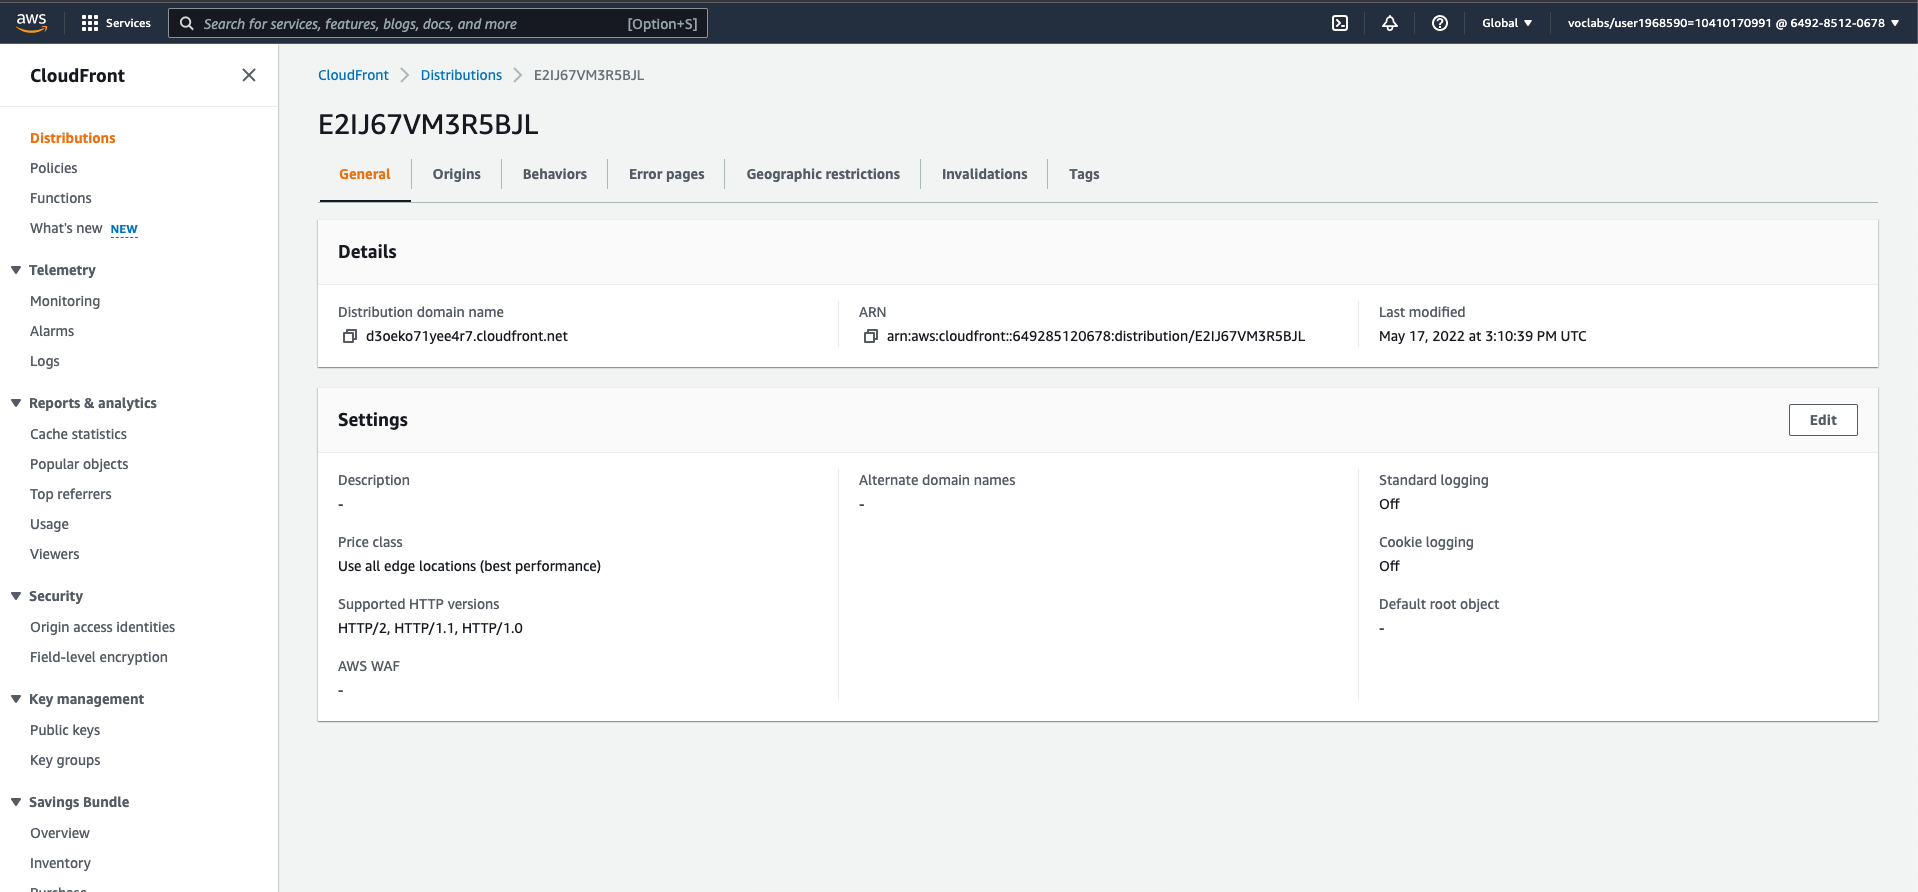 aws
Services
Search for services, features, blogs, docs, and more [Option+S]
Global
voclabs/user1968590=10410170991 @ 6492-8512-0678
CloudFront
Distributions
Policies
Functions
What's new NEW
Telemetry
Monitoring
Alarms
Logs
Reports & analytics
Cache statistics
Popular objects
Top referrers
Usage
Viewers
Security
Origin access identities
Field-level encryption
Key management
Public keys
Key groups
Savings Bundle
Overview
Inventory
Purchase
CloudFront > Distributions > E2IJ67VM3R5BJL
E2IJ67VM3R5BJL
General Origins Behaviors Error pages Geographic restrictions Invalidations Tags
Details
Distribution domain name
d3oeko71yee4r7.cloudfront.net
ARN
arn:aws:cloudfront::649285120678:distribution/E2IJ67VM3R5BJL
Last modified
May 17, 2022 at 3:10:39 PM UTC
Settings
Edit
Description
-
Price class
Use all edge locations (best performance)
Supported HTTP versions
HTTP/2, HTTP/1.1, HTTP/1.0
AWS WAF
-
Alternate domain names
-
Standard logging
Off
Cookie logging
Off
Default root object
-